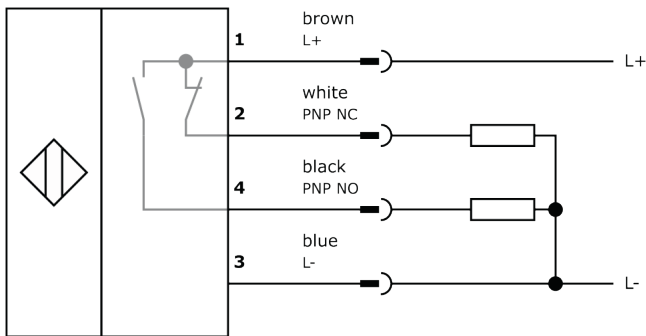 brown
1 L+ L+
white
2 PNP NC
black
4 PNP NO
blue
3 L- L-